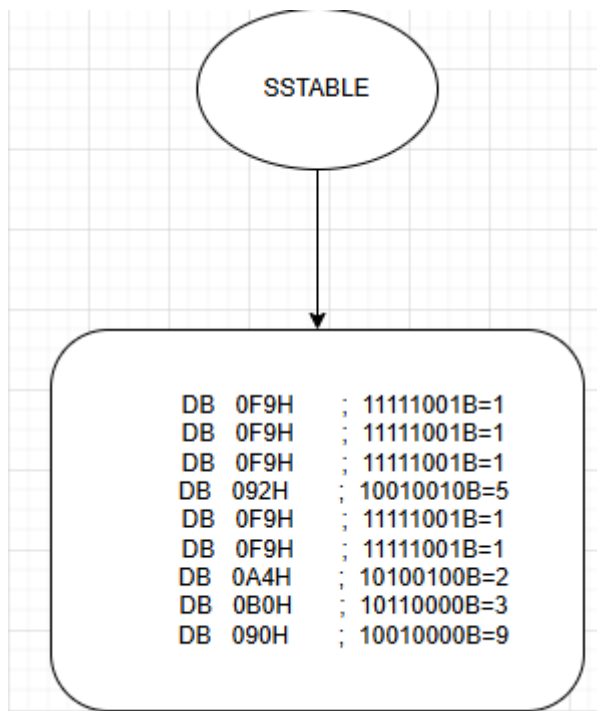 SSTABLE
DB 0F9H ; 11111001B=1
DB 0F9H ; 11111001B=1
DB 0F9H ; 11111001B=1
DB 092H ; 10010010B=5
DB 0F9H ; 11111001B=1
DB 0F9H ; 11111001B=1
DB 0A4H ; 10100100B=2
DB 0B0H ; 10110000B=3
DB 090H ; 10010000B=9